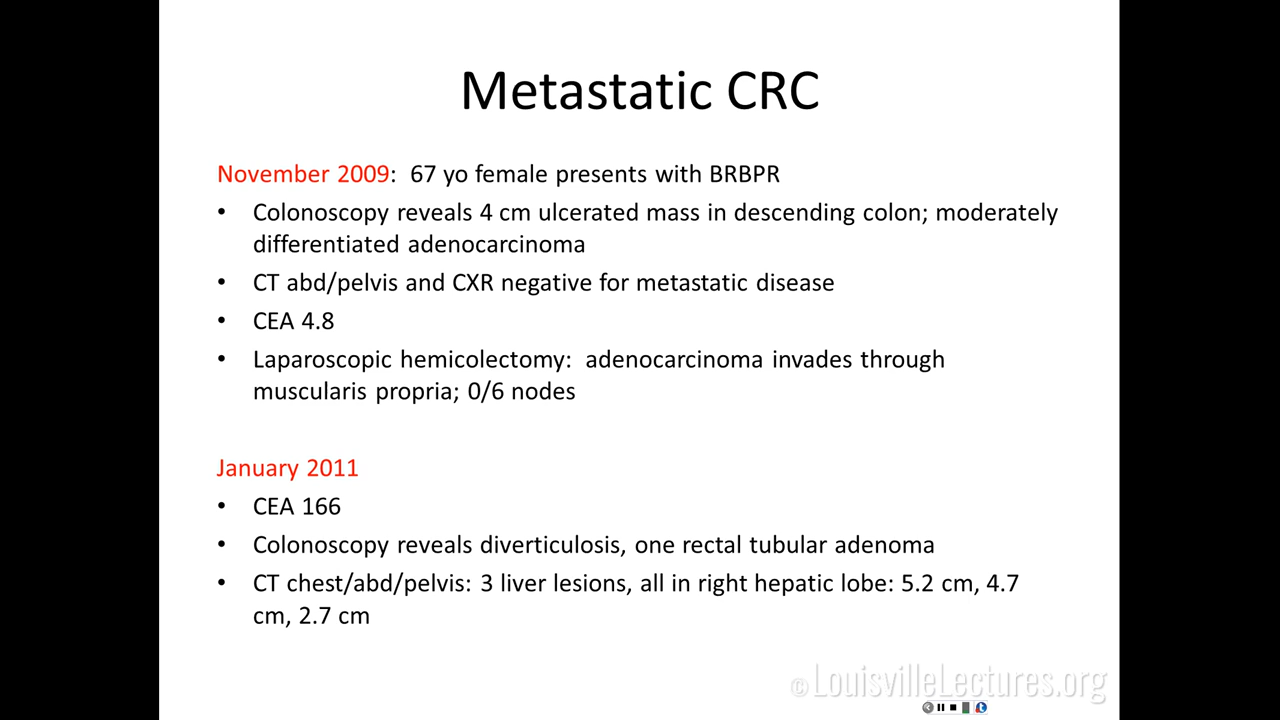 Metastatic CRC
November 2009:  67 yo female presents with BRBPR
• Colonoscopy reveals 4 cm ulcerated mass in descending colon; moderately
differentiated adenocarcinoma
• CT abd/pelvis and CXR negative for metastatic disease
• CEA 4.8
• Laparoscopic hemicolectomy:  adenocarcinoma invades through
muscularis propria; 0/6 nodes
January 2011
• CEA 166
• Colonoscopy reveals diverticulosis, one rectal tubular adenoma
• CT chest/abd/pelvis: 3 liver lesions, all in right hepatic lobe: 5.2 cm, 4.7
cm, 2.7 cm
©LouisvilleLectures.org